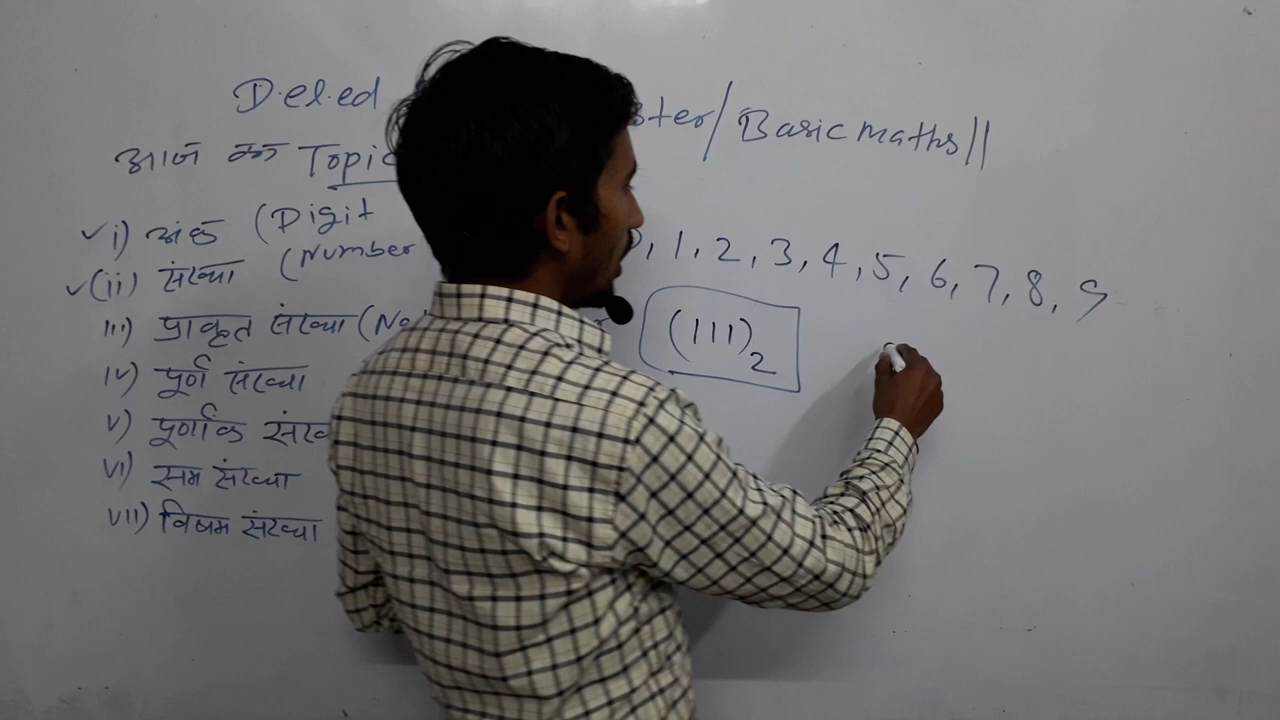 D.el.ed ster/Basic maths||
आज का Topic
✓i) अंक (Digit 0, 1, 2, 3, 4, 5, 6, 7, 8, 9
✓(ii) संख्या (Number
(111)2
iii) प्राकृत संख्या (Na
iv) पूर्ण संख्या
v) पूर्णांक संख्
vi) सम संख्या
vii) विषम संख्या